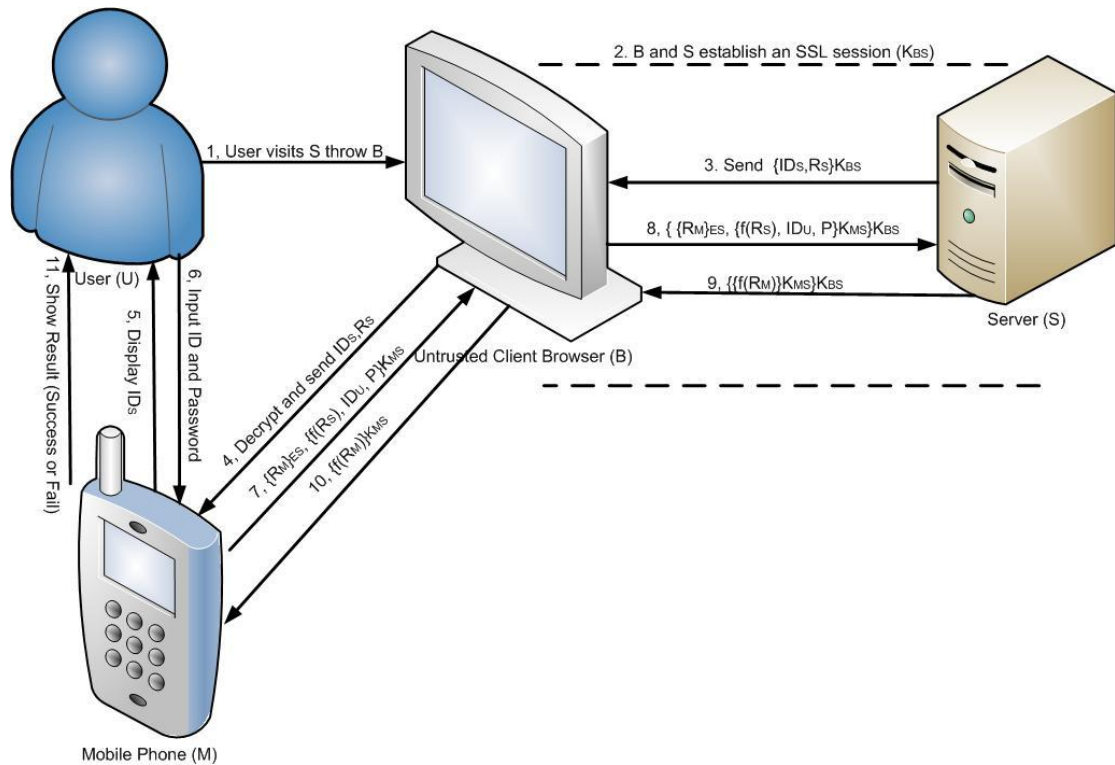 2. B and S establish an SSL session (KBS)
1, User visits S throw B
3. Send {IDS,RS}KBS
8, { {RM}ES, {f(RS), IDU, P}KMS}KBS
9, {{f(RM)}KMS}KBS
User (U)
Server (S)
Untrusted Client Browser (B)
11, Show Result (Success or Fail)
5, Display IDS
6, Input ID and Password
4, Decrypt and send IDS,RS
7, {RM}ES, {f(RS), IDU, P}KMS
10, {f(RM)}KMS
Mobile Phone (M)